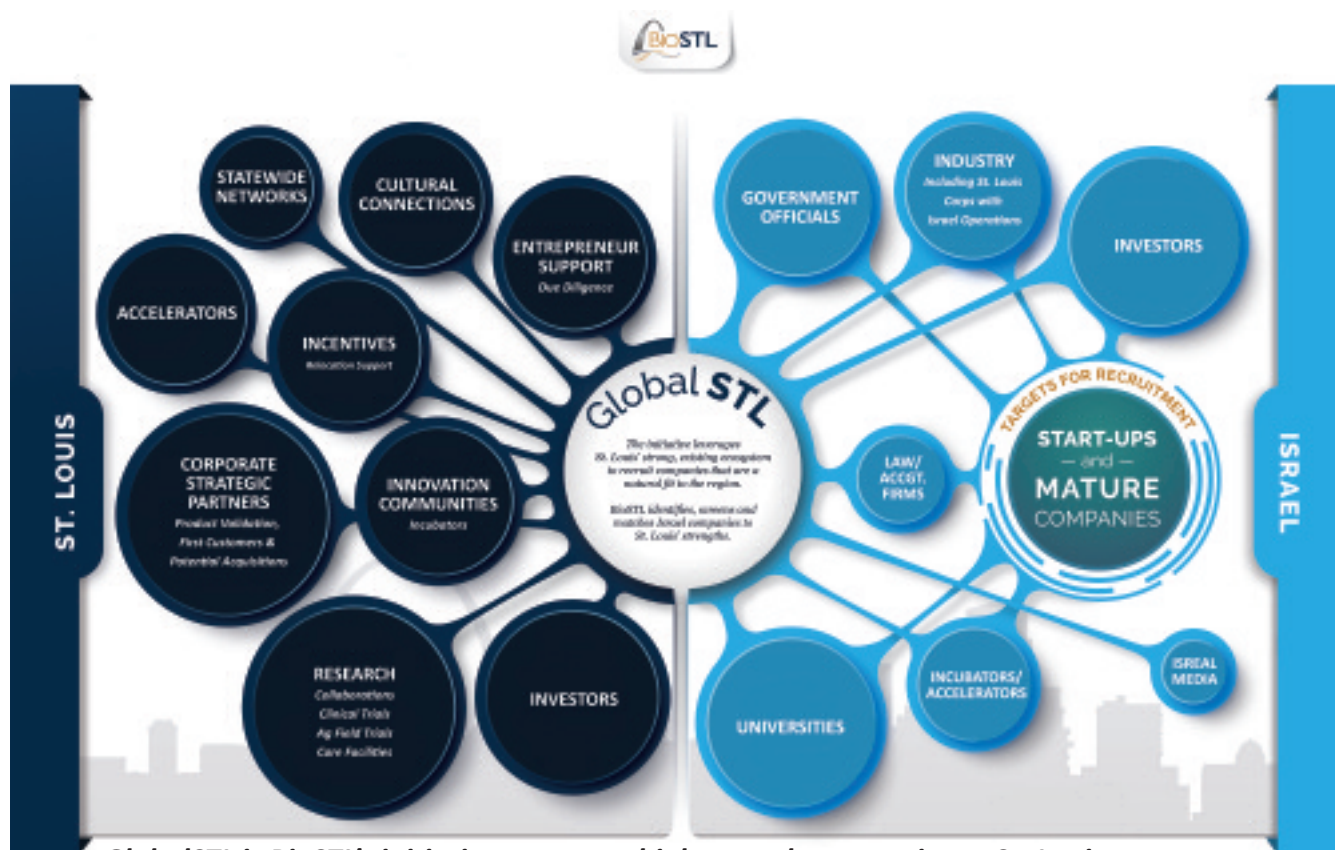 BIOSTL
ST. LOUIS
STATEWIDE
NETWORKS
CULTURAL
CONNECTIONS
ENTREPRENEUR
SUPPORT
Due Diligence
ACCELERATORS
INCENTIVES
Relocation Support
CORPORATE
STRATEGIC
PARTNERS
Product Validation,
First Customers &
Potential Acquisitions
INNOVATION
COMMUNITIES
Incubators
RESEARCH
Collaborations
Clinical Trials
Ag Field Trials
Care Facilities
INVESTORS
Global STL
The initiative leverages
St. Louis' strong, existing ecosystem
to recruit companies that are a
natural fit to the region.
BioSTL identifies, screens and
matches Israel companies to
St. Louis' strengths.
GOVERNMENT
OFFICIALS
INDUSTRY
Including St. Louis
Corps with
Israel Operations
INVESTORS
LAW/
ACCGT.
FIRMS
TARGETS FOR RECRUITMENT
START-UPS
— and —
MATURE
COMPANIES
UNIVERSITIES
INCUBATORS/
ACCELERATORS
ISREAL
MEDIA
ISRAEL